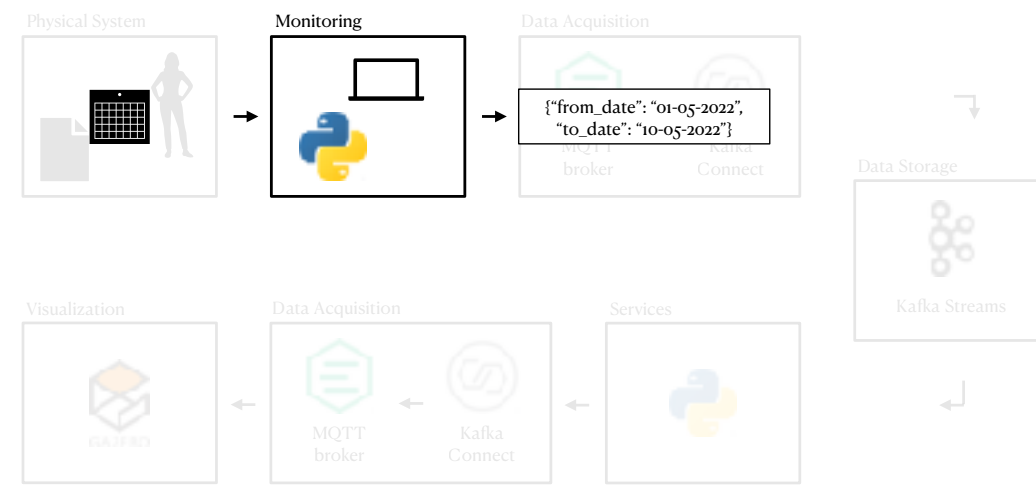 Physical System
Monitoring
Data Acquisition
{“from_date”: “01-05-2022”,
“to_date”: “10-05-2022”}
MQTT
broker
Kafka
Connect
Data Storage
Kafka Streams
Visualization
Data Acquisition
Services
GAIFED
MQTT
broker
Kafka
Connect